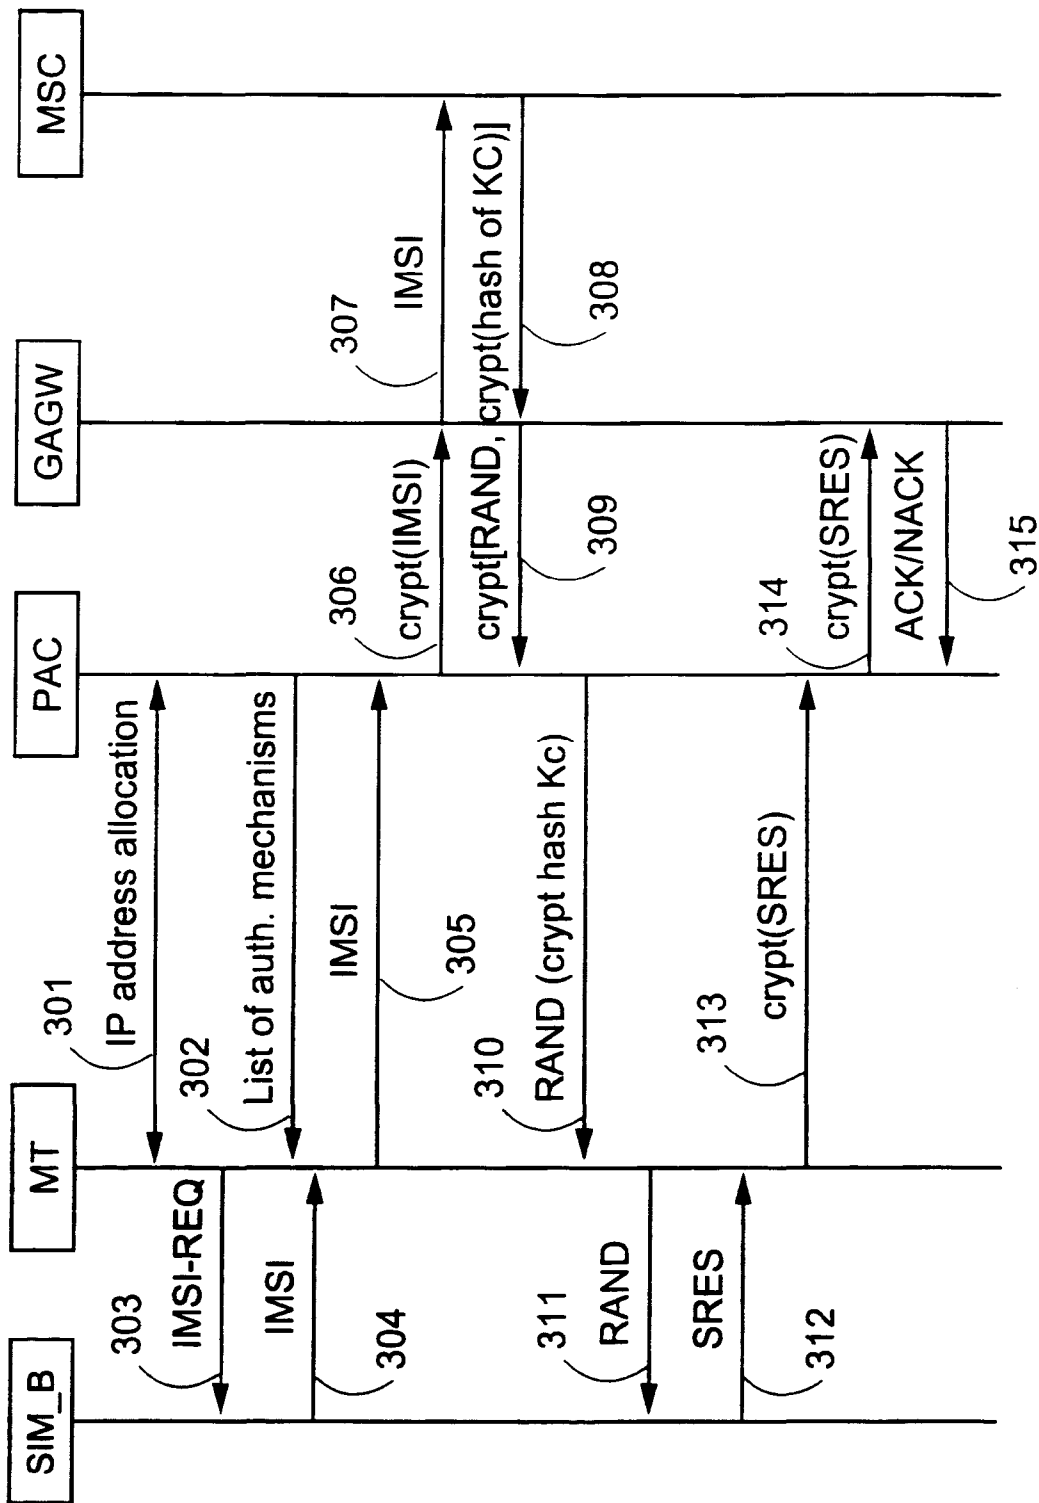 SIM_B
MT
PAC
GAGW
MSC
301
IP address allocation
302
List of auth. mechanisms
303
IMSI-REQ
304
IMSI
305
IMSI
306
crypt(IMSI)
307
IMSI
308
crypt[RAND, crypt(hash of KC)]
309
310
RAND (crypt hash Kc)
311
RAND
312
SRES
313
crypt(SRES)
314
crypt(SRES)
ACK/NACK
315